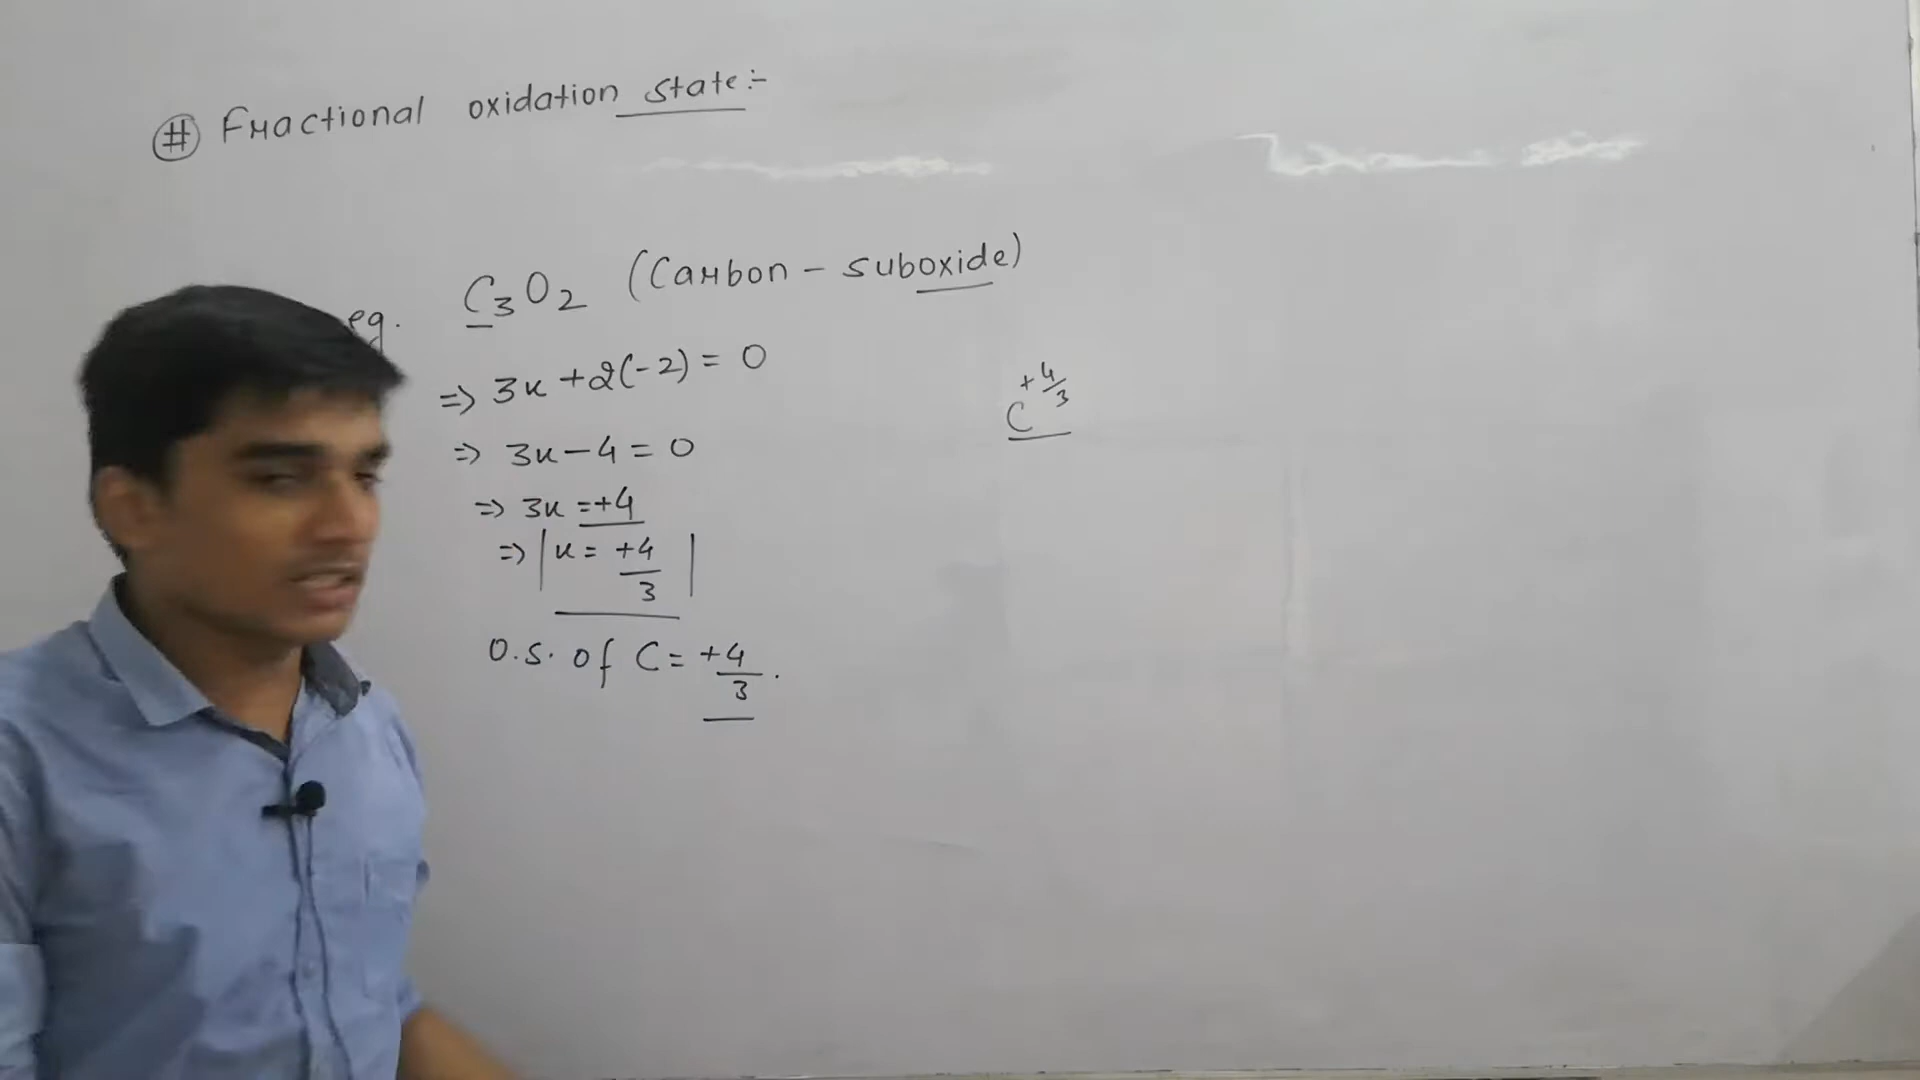 # Fractional oxidation state:-
eg. C3O2 (Carbon - suboxide)
=> 3x + 2(-2) = 0
=> 3x - 4 = 0
=> 3x = +4
=> | x = +4/3 |
O.S. of C = +4/3.
C+4/3